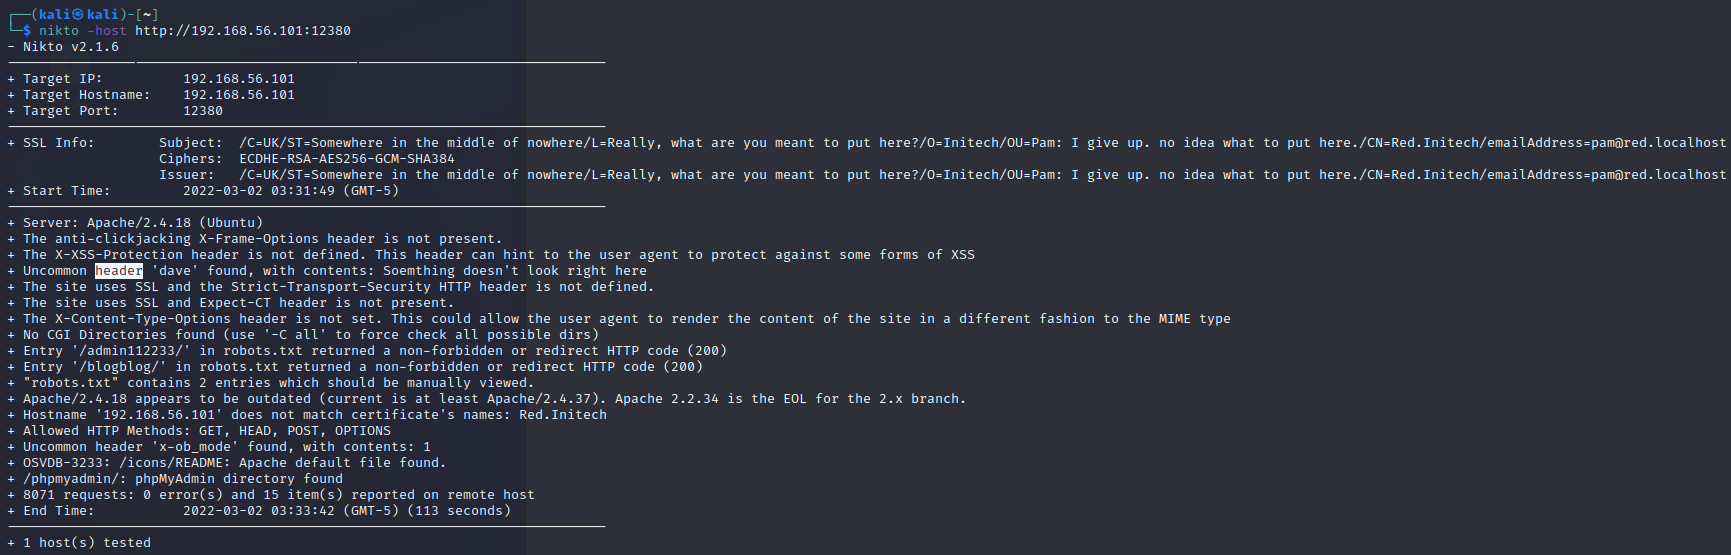 ┌──(kali㉿kali)-[~]
└─$ nikto -host http://192.168.56.101:12380
- Nikto v2.1.6
---------------------------------------------------------------------------
+ Target IP:          192.168.56.101
+ Target Hostname:    192.168.56.101
+ Target Port:        12380
---------------------------------------------------------------------------
+ SSL Info:        Subject:  /C=UK/ST=Somewhere in the middle of nowhere/L=Really, what are you meant to put here?/O=Initech/OU=Pam: I give up. no idea what to put here./CN=Red.Initech/emailAddress=pam@red.localhost
                   Ciphers:  ECDHE-RSA-AES256-GCM-SHA384
                   Issuer:   /C=UK/ST=Somewhere in the middle of nowhere/L=Really, what are you meant to put here?/O=Initech/OU=Pam: I give up. no idea what to put here./CN=Red.Initech/emailAddress=pam@red.localhost
+ Start Time:         2022-03-02 03:31:49 (GMT-5)
---------------------------------------------------------------------------
+ Server: Apache/2.4.18 (Ubuntu)
+ The anti-clickjacking X-Frame-Options header is not present.
+ The X-XSS-Protection header is not defined. This header can hint to the user agent to protect against some forms of XSS
+ Uncommon header 'dave' found, with contents: Soemthing doesn't look right here
+ The site uses SSL and the Strict-Transport-Security HTTP header is not defined.
+ The site uses SSL and Expect-CT header is not present.
+ The X-Content-Type-Options header is not set. This could allow the user agent to render the content of the site in a different fashion to the MIME type
+ No CGI Directories found (use '-C all' to force check all possible dirs)
+ Entry '/admin112233/' in robots.txt returned a non-forbidden or redirect HTTP code (200)
+ Entry '/blogblog/' in robots.txt returned a non-forbidden or redirect HTTP code (200)
+ "robots.txt" contains 2 entries which should be manually viewed.
+ Apache/2.4.18 appears to be outdated (current is at least Apache/2.4.37). Apache 2.2.34 is the EOL for the 2.x branch.
+ Hostname '192.168.56.101' does not match certificate's names: Red.Initech
+ Allowed HTTP Methods: GET, HEAD, POST, OPTIONS
+ Uncommon header 'x-ob_mode' found, with contents: 1
+ OSVDB-3233: /icons/README: Apache default file found.
+ /phpmyadmin/: phpMyAdmin directory found
+ 8071 requests: 0 error(s) and 15 item(s) reported on remote host
+ End Time:           2022-03-02 03:33:42 (GMT-5) (113 seconds)
---------------------------------------------------------------------------
+ 1 host(s) tested